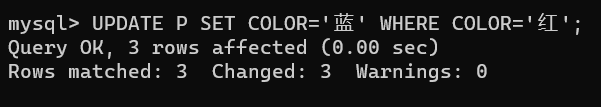 mysql> UPDATE P SET COLOR='蓝' WHERE COLOR='红';
Query OK, 3 rows affected (0.00 sec)
Rows matched: 3  Changed: 3  Warnings: 0